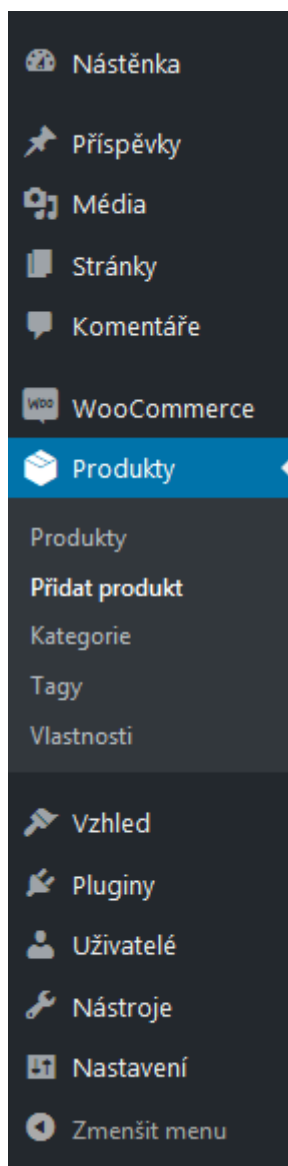 Nástěnka
Příspěvky
Média
Stránky
Komentáře
Woo WooCommerce
Produkty
Produkty
Přidat produkt
Kategorie
Tagy
Vlastnosti
Vzhled
Pluginy
Uživatelé
Nástroje
Nastavení
Zmenšit menu